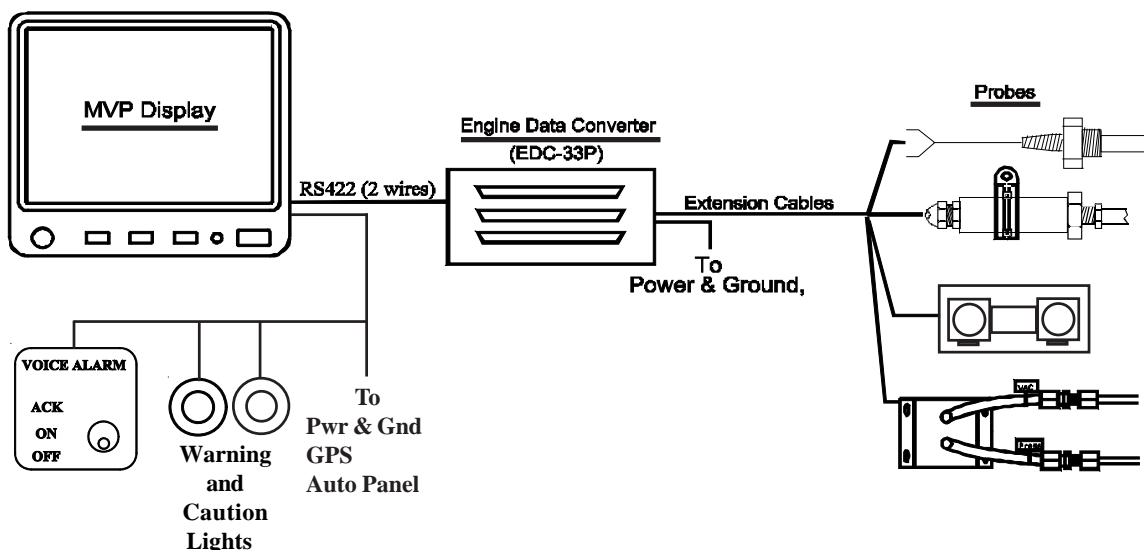 MVP Display
Engine Data Converter
(EDC-33P)
Probes
RS422 (2 wires)
Extension Cables
To
Power & Ground,
VOICE ALARM
ACK
ON
OFF
Warning
and
Caution
Lights
To
Pwr & Gnd
GPS
Auto Panel
VAC